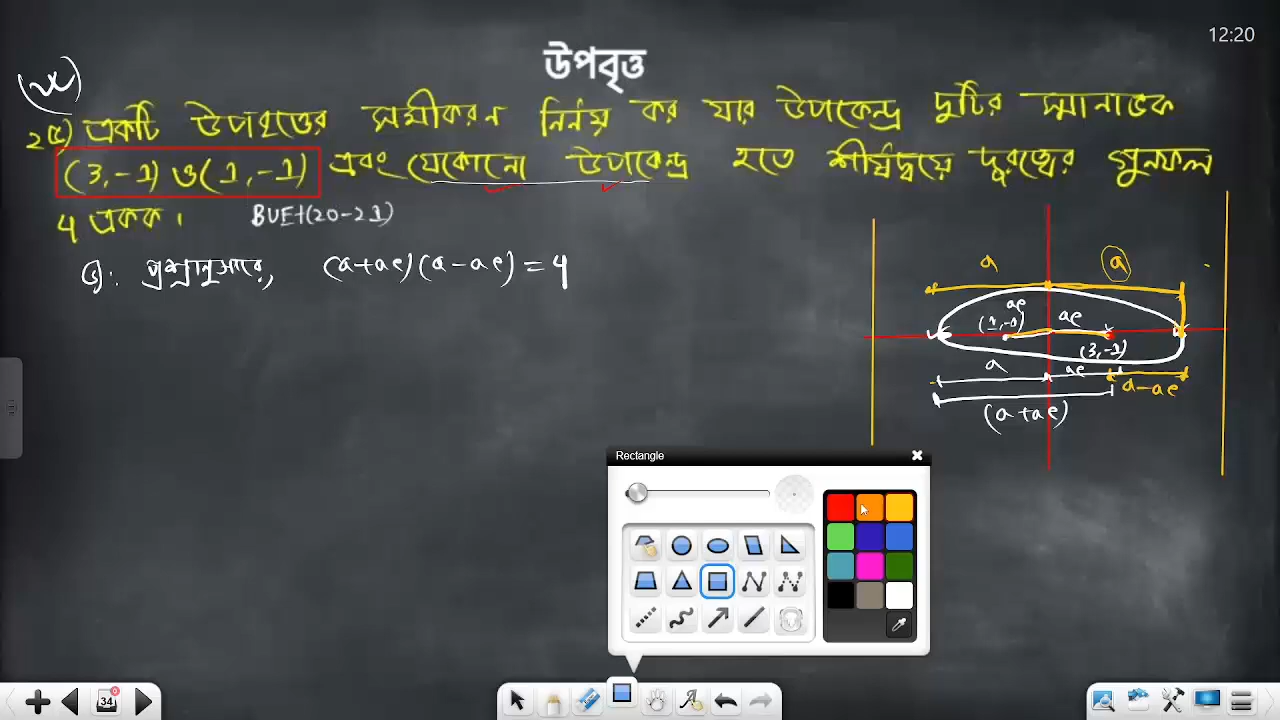 12:20
উপবৃত্ত
(x)
2(c) একটি উপবৃত্তের সমীকরণ নির্ণয় কর যার উপকেন্দ্র দুটির স্থানাঙ্ক
(3,-1) ও (1,-1) এবং যেকোনো উপকেন্দ্র হতে শীর্ষদ্বয়ে দূরত্বের গুনফল
4 একক।
BUET(20-21)
প্রশ্নানুসারে, (a+ae)(a-ae) = 4
a
a
ae
ae
(1,-1)
(3,-1)
a
ae
a-ae
(a+ae)
Rectangle
34